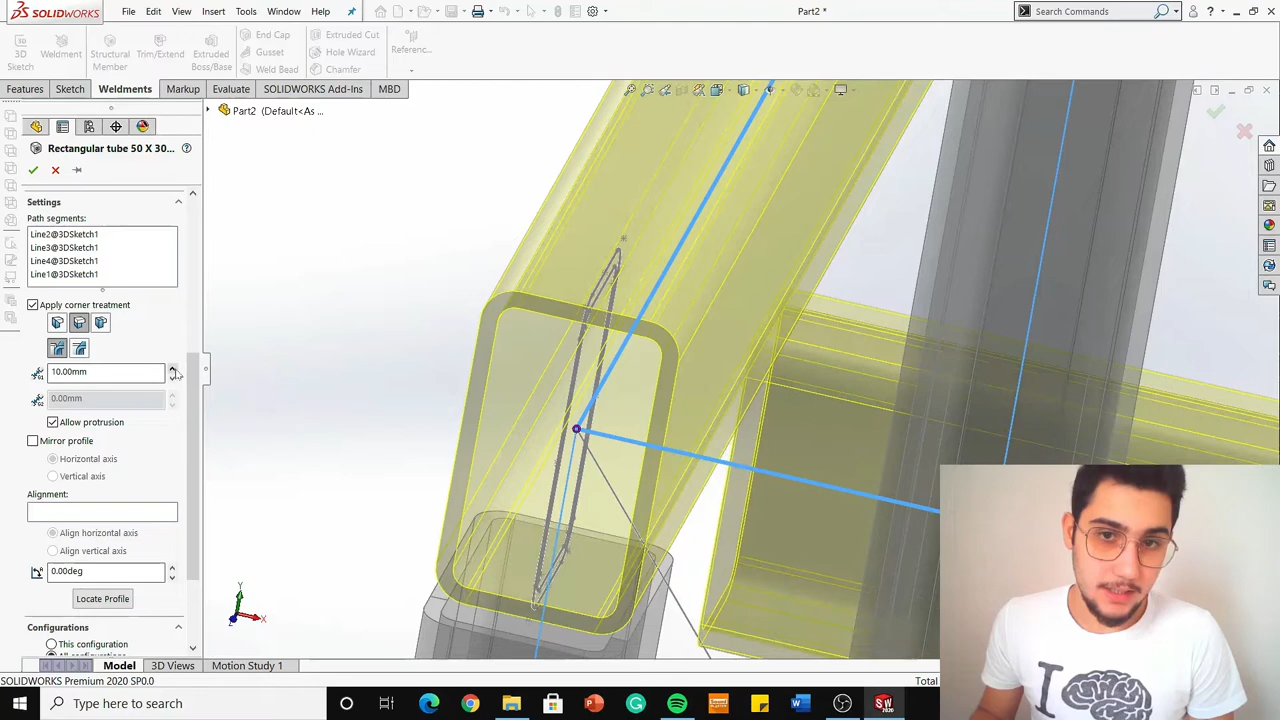 SOLIDWORKS File Edit View Insert Tools Window Help Part2 * Search Commands
3D Sketch Weldment Structural Member Trim/Extend Extruded Boss/Base End Cap Gusset Weld Bead Extruded Cut Hole Wizard Chamfer Referenc...
Features Sketch Weldments Markup Evaluate SOLIDWORKS Add-Ins MBD
Part2 (Default<As ...
Rectangular tube 50 X 30...
Settings
Path segments:
Line2@3DSketch1
Line3@3DSketch1
Line4@3DSketch1
Line1@3DSketch1
Apply corner treatment
10.00mm
0.00mm
Allow protrusion
Mirror profile
Horizontal axis
Vertical axis
Alignment:
Align horizontal axis
Align vertical axis
0.00deg
Locate Profile
Configurations
This configuration
Y
X
Z
I
Model 3D Views Motion Study 1
SOLIDWORKS Premium 2020 SP0.0 Total
Type here to search